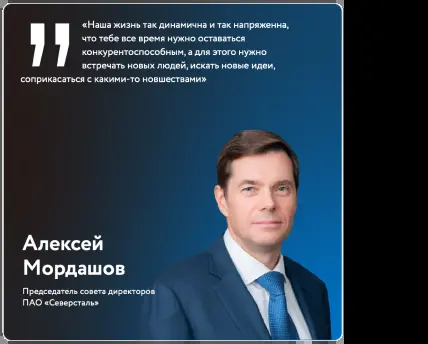 «Наша жизнь так динамична и так напряженна,
что тебе все время нужно оставаться
конкурентоспособным, а для этого нужно
встречать новых людей, искать новые идеи,
соприкасаться с какими-то новшествами»
Алексей
Мордашов
Председатель совета директоров
ПАО «Северсталь»